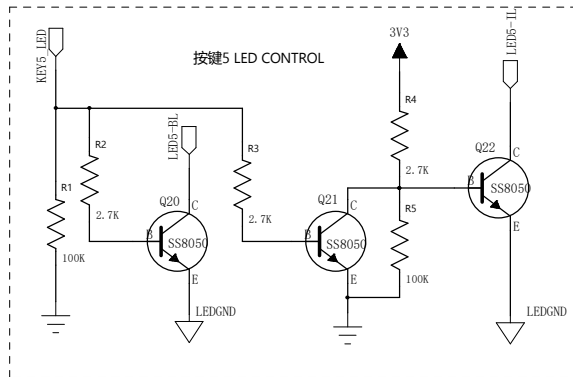 按键5 LED CONTROL
KEY5_LED
R1
100K
R2
2.7K
LED5-BL
Q20
B
C
SS8050
E
LEDGND
R3
2.7K
Q21
B
C
SS8050
E
3V3
R4
2.7K
R5
100K
LED5-IL
Q22
B
C
SS8050
E
LEDGND